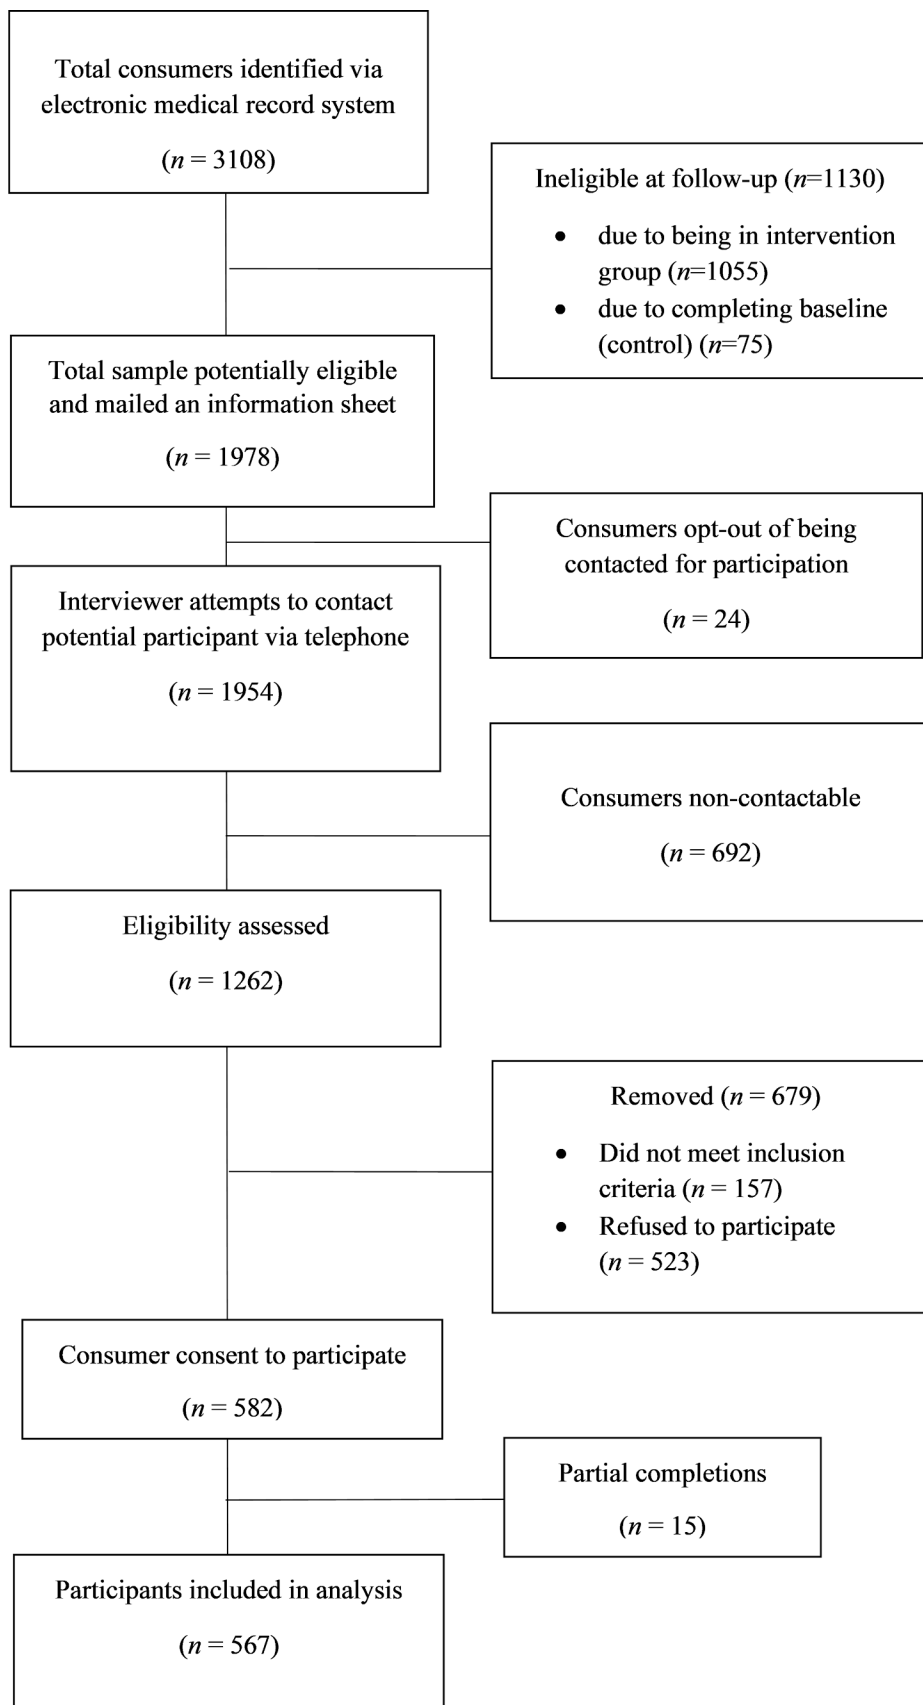 Total consumers identified via
electronic medical record system
(n = 3108)
Ineligible at follow-up (n=1130)
• due to being in intervention
group (n=1055)
• due to completing baseline
(control) (n=75)
Total sample potentially eligible
and mailed an information sheet
(n = 1978)
Consumers opt-out of being
contacted for participation
(n = 24)
Interviewer attempts to contact
potential participant via telephone
(n = 1954)
Consumers non-contactable
(n = 692)
Eligibility assessed
(n = 1262)
Removed (n = 679)
• Did not meet inclusion
criteria (n = 157)
• Refused to participate
(n = 523)
Consumer consent to participate
(n = 582)
Partial completions
(n = 15)
Participants included in analysis
(n = 567)